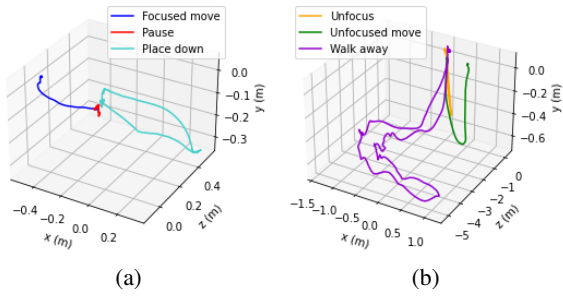 Focused move
Pause
Place down
0.0
−0.1
−0.2
−0.3
y (m)
−0.4
−0.2
0.0
0.2
x (m)
0.0
0.2
0.4
z (m)
(a)
Unfocus
Unfocused move
Walk away
0.0
−0.2
−0.4
−0.6
y (m)
−1.5
−1.0
−0.5
0.0
0.5
1.0
x (m)
−5
−4
−3
−2
−1
0
z (m)
(b)